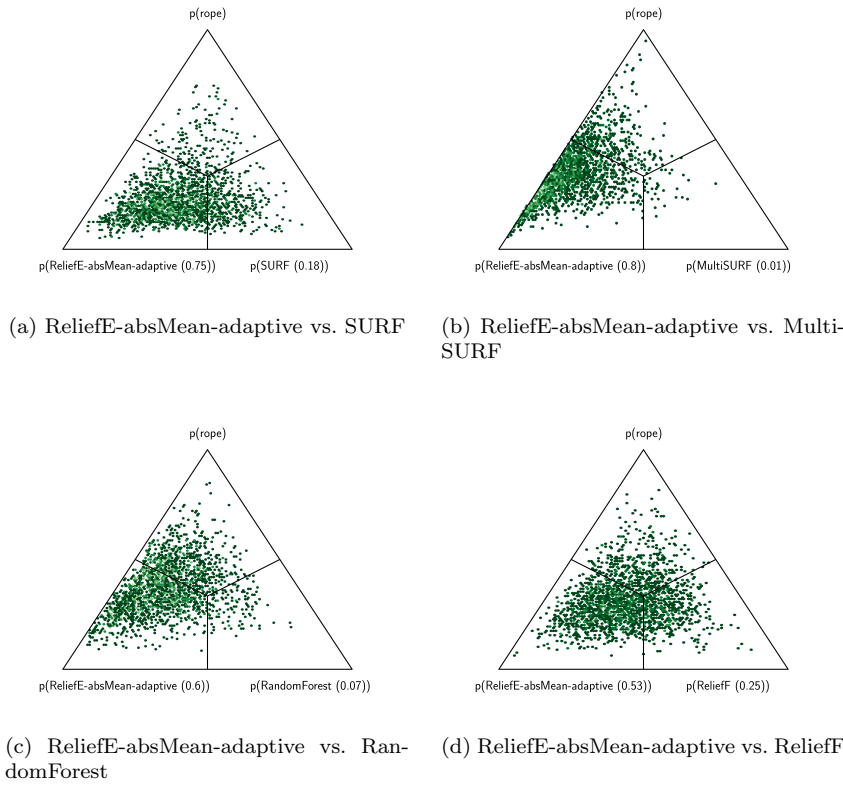 p(rope)
p(ReliefE-absMean-adaptive (0.75))
p(SURF (0.18))
(a) ReliefE-absMean-adaptive vs. SURF
p(rope)
p(ReliefE-absMean-adaptive (0.8))
p(MultiSURF (0.01))
(b) ReliefE-absMean-adaptive vs. Multi-
SURF
p(rope)
p(ReliefE-absMean-adaptive (0.6))
p(RandomForest (0.07))
(c) ReliefE-absMean-adaptive vs. Ran-
domForest
p(rope)
p(ReliefE-absMean-adaptive (0.53))
p(ReliefF (0.25))
(d) ReliefE-absMean-adaptive vs. ReliefF